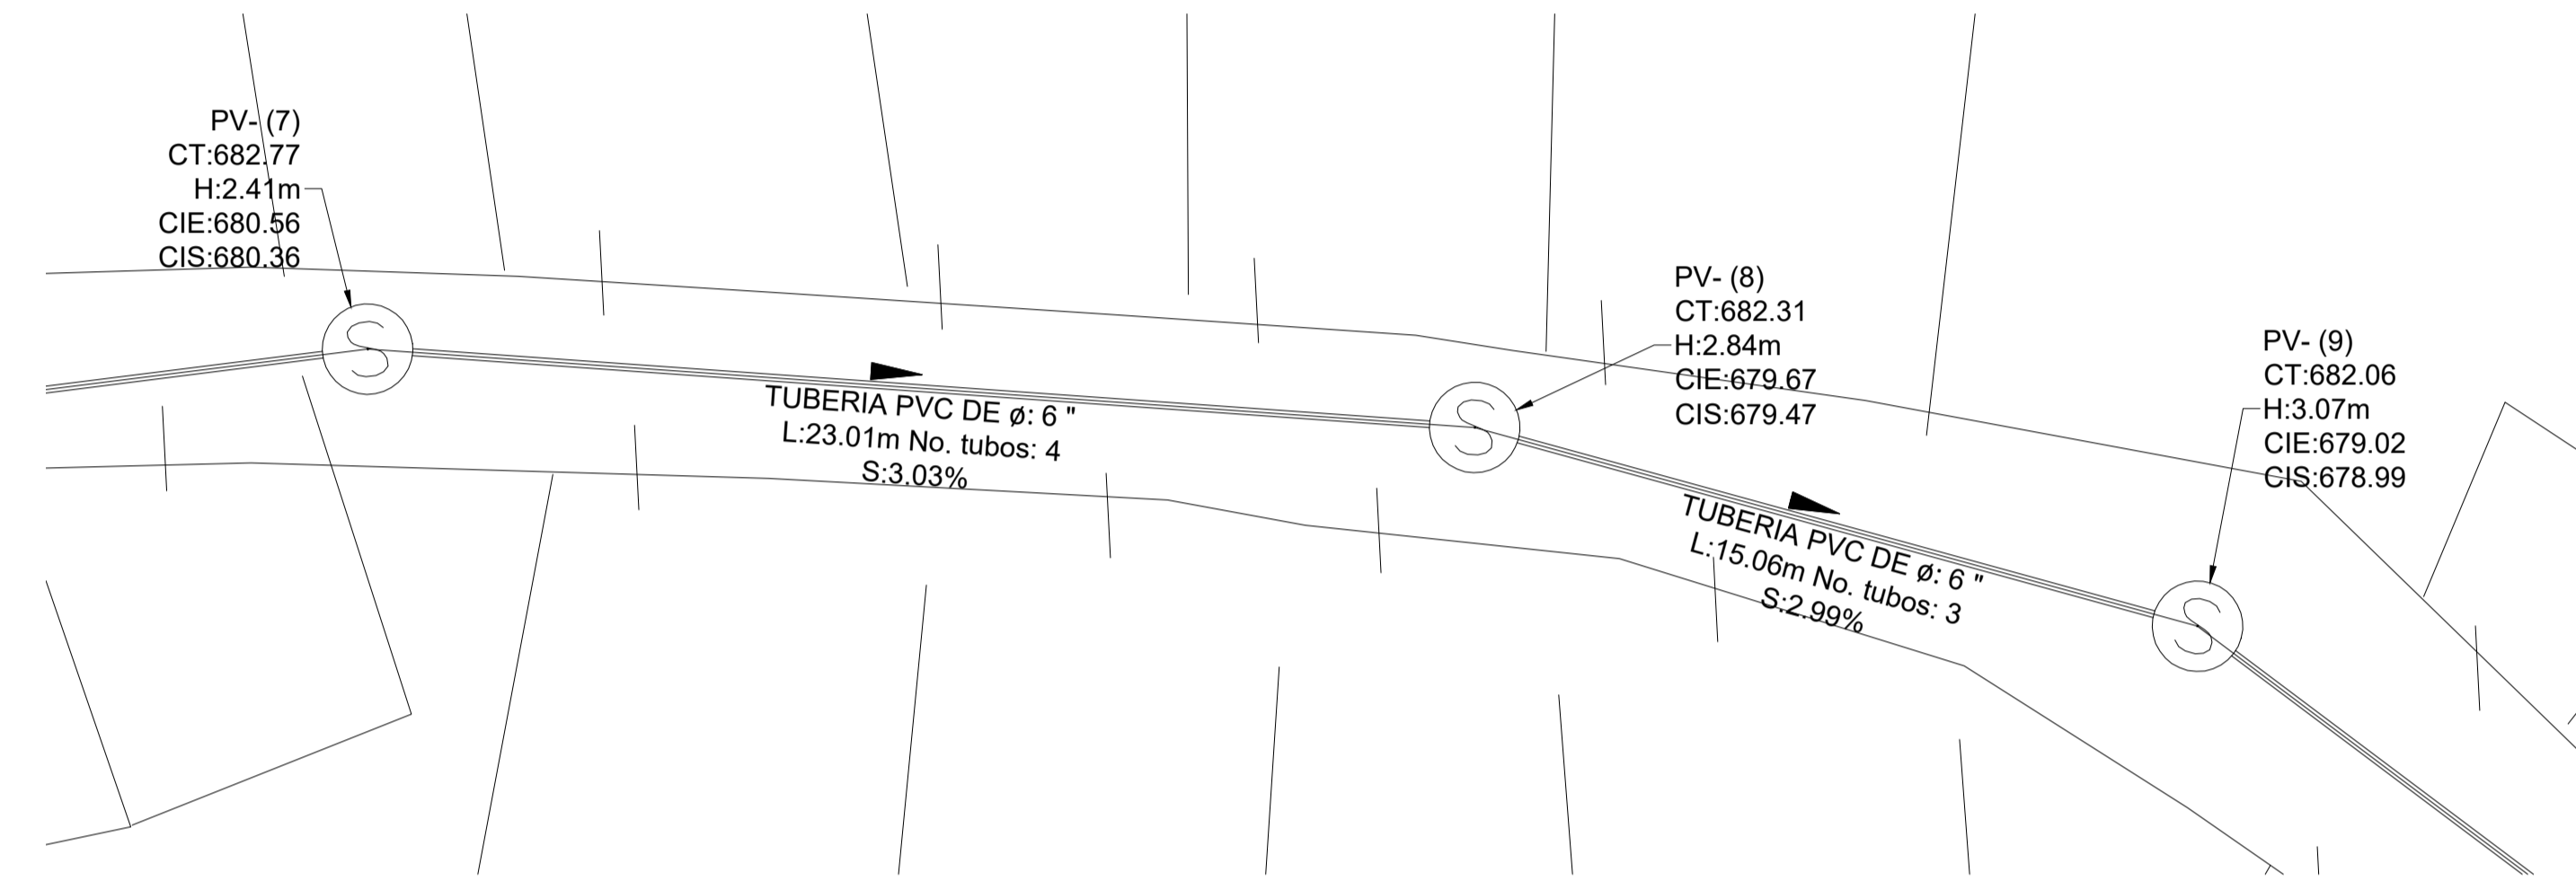 PV- (7)
CT:682.77
H:2.41m
CIE:680.56
CIS:680.36
S
TUBERIA PVC DE ø: 6 "
L:23.01m No. tubos: 4
S:3.03%
PV- (8)
CT:682.31
H:2.84m
CIE:679.67
CIS:679.47
S
TUBERIA PVC DE ø: 6 "
L:15.06m No. tubos: 3
S:2.99%
PV- (9)
CT:682.06
H:3.07m
CIE:679.02
CIS:678.99
S